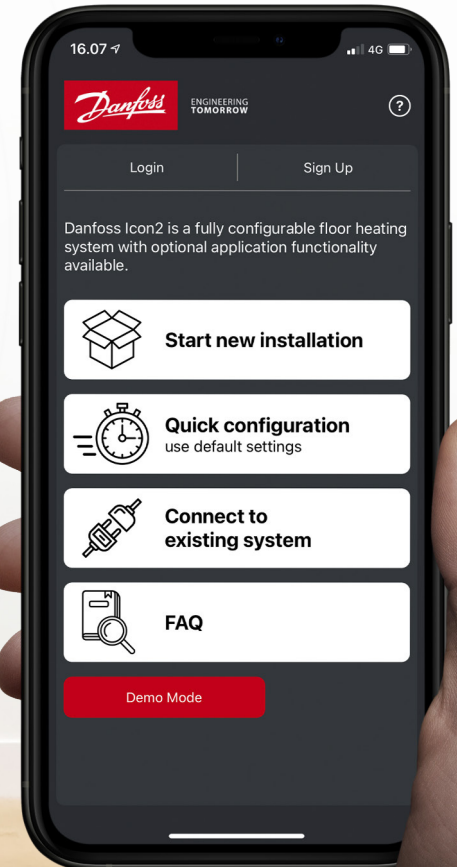 16.07
4G
Danfoss
ENGINEERING
TOMORROW
?
Login
Sign Up
Danfoss Icon2 is a fully configurable floor heating
system with optional application functionality
available.
Start new installation
Quick configuration
use default settings
Connect to
existing system
FAQ
Demo Mode